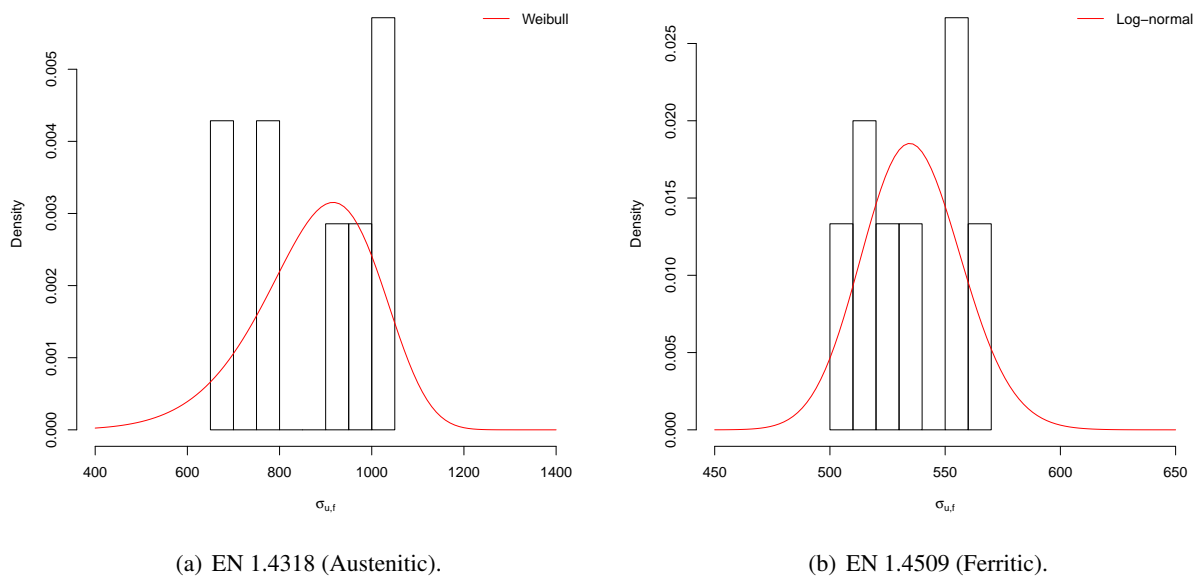 Weibull
Density
0.000 0.001 0.002 0.003 0.004 0.005
400 600 800 1000 1200 1400
σu,f
(a) EN 1.4318 (Austenitic).
Log−normal
Density
0.000 0.005 0.010 0.015 0.020 0.025
450 500 550 600 650
σu,f
(b) EN 1.4509 (Ferritic).